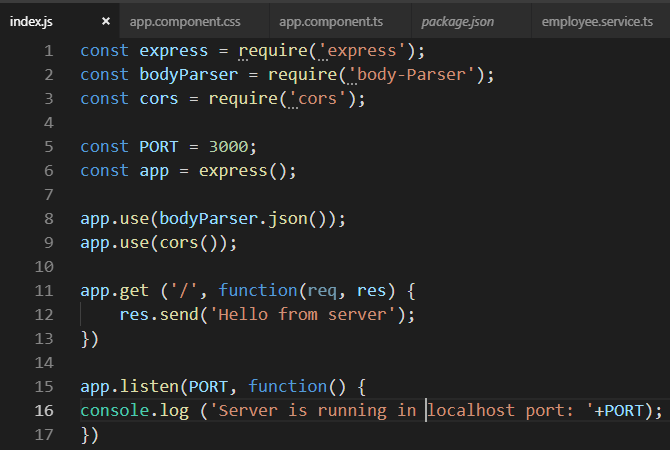 index.js × app.component.css app.component.ts package.json employee.service.ts
1 const express = require('express');
2 const bodyParser = require('body-Parser');
3 const cors = require('cors');
4
5 const PORT = 3000;
6 const app = express();
7
8 app.use(bodyParser.json());
9 app.use(cors());
10
11 app.get ('/', function(req, res) {
12     res.send('Hello from server');
13 })
14
15 app.listen(PORT, function() {
16 console.log ('Server is running in localhost port: '+PORT);
17 })